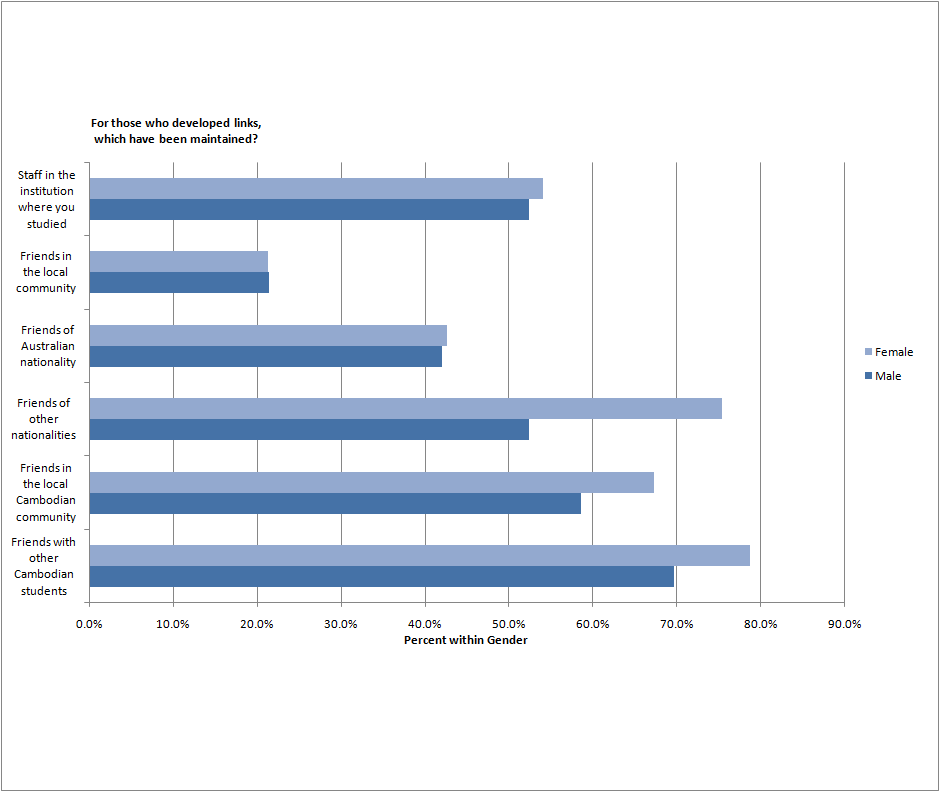 For those who developed links,
which have been maintained?
Staff in the
institution
where you
studied
Friends in
the local
community
Friends of
Australian
nationality
Friends of
other
nationalities
Friends in
the local
Cambodian
community
Friends with
other
Cambodian
students
0.0% 10.0% 20.0% 30.0% 40.0% 50.0% 60.0% 70.0% 80.0% 90.0%
Percent within Gender
Female
Male